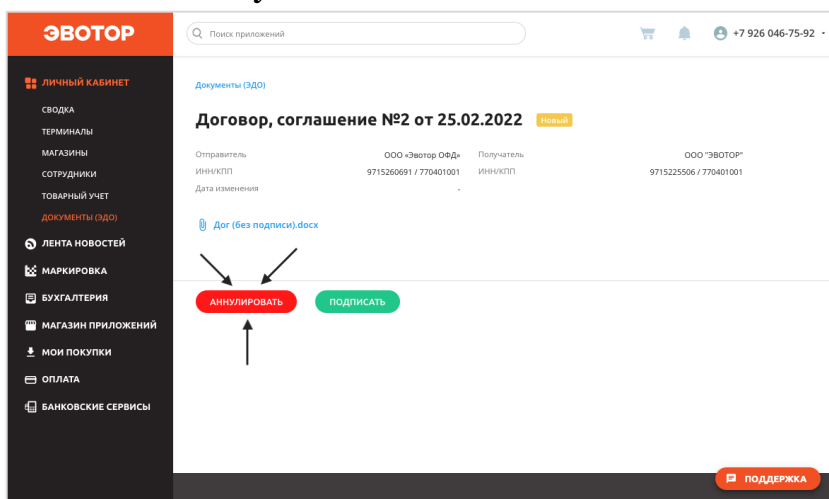 ЭВОТОР
Поиск приложений
+7 926 046-75-92
ЛИЧНЫЙ КАБИНЕТ
СВОДКА
ТЕРМИНАЛЫ
МАГАЗИНЫ
СОТРУДНИКИ
ТОВАРНЫЙ УЧЕТ
ДОКУМЕНТЫ (ЭДО)
ЛЕНТА НОВОСТЕЙ
МАРКИРОВКА
БУХГАЛТЕРИЯ
МАГАЗИН ПРИЛОЖЕНИЙ
МОИ ПОКУПКИ
ОПЛАТА
БАНКОВСКИЕ СЕРВИСЫ
Документы (ЭДО)
Договор, соглашение №2 от 25.02.2022 Новый
Отправитель ООО «Эвотор ОФД» Получатель ООО "ЭВОТОР"
ИНН/КПП 9715260691 / 770401001 ИНН/КПП 9715225506 / 770401001
Дата изменения -
Дог (без подписи).docx
АННУЛИРОВАТЬ ПОДПИСАТЬ
ПОДДЕРЖКА